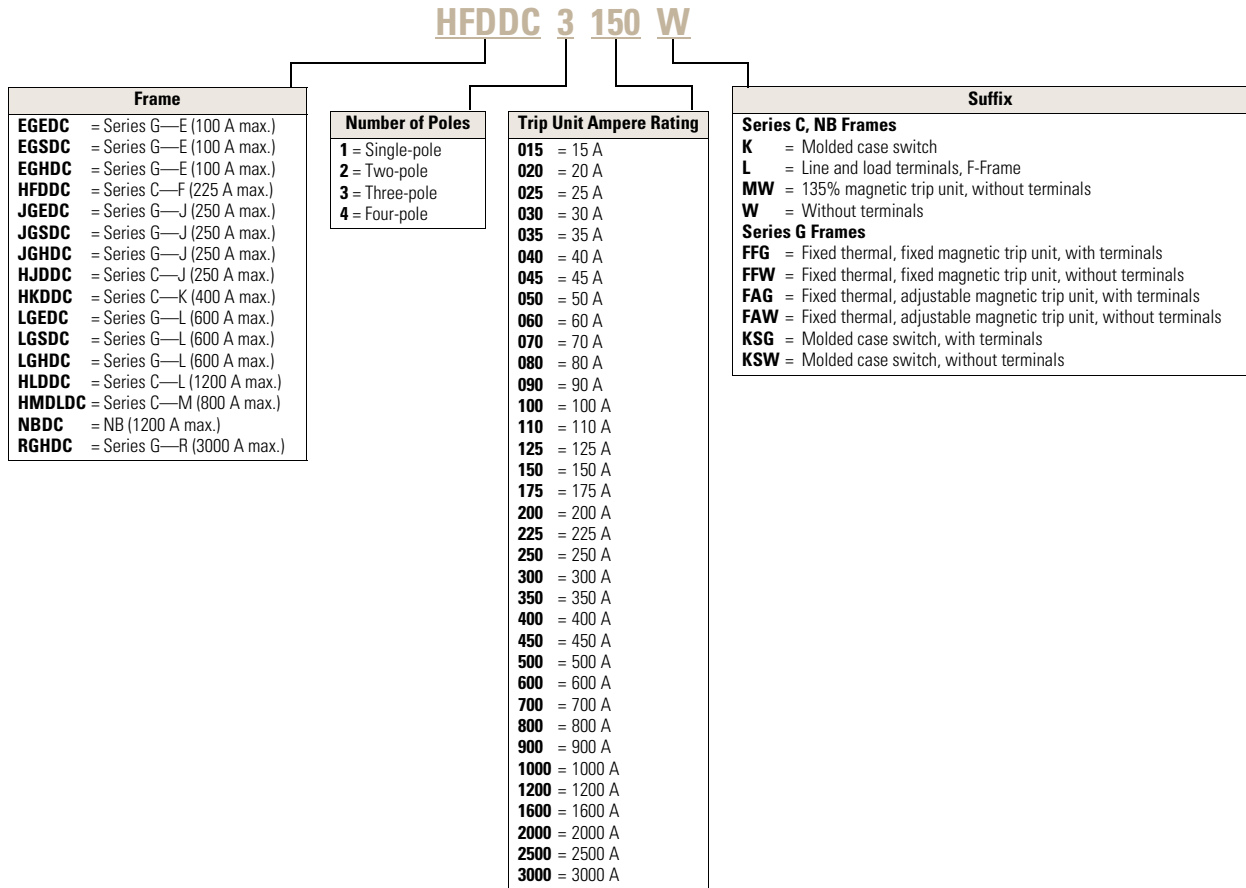 HFDDC 3 150 W
Frame
EGEDC = Series G—E (100 A max.)
EGSDC = Series G—E (100 A max.)
EGHDC = Series G—E (100 A max.)
HFDDC = Series C—F (225 A max.)
JGEDC = Series G—J (250 A max.)
JGSDC = Series G—J (250 A max.)
JGHDC = Series G—J (250 A max.)
HJDDC = Series C—J (250 A max.)
HKDDC = Series C—K (400 A max.)
LGEDC = Series G—L (600 A max.)
LGSDC = Series G—L (600 A max.)
LGHDC = Series G—L (600 A max.)
HLDDC = Series C—L (1200 A max.)
HMDLDC = Series C—M (800 A max.)
NBDC = NB (1200 A max.)
RGHDC = Series G—R (3000 A max.)
Number of Poles
1 = Single-pole
2 = Two-pole
3 = Three-pole
4 = Four-pole
Trip Unit Ampere Rating
015 = 15 A
020 = 20 A
025 = 25 A
030 = 30 A
035 = 35 A
040 = 40 A
045 = 45 A
050 = 50 A
060 = 60 A
070 = 70 A
080 = 80 A
090 = 90 A
100 = 100 A
110 = 110 A
125 = 125 A
150 = 150 A
175 = 175 A
200 = 200 A
225 = 225 A
250 = 250 A
300 = 300 A
350 = 350 A
400 = 400 A
450 = 450 A
500 = 500 A
600 = 600 A
700 = 700 A
800 = 800 A
900 = 900 A
1000 = 1000 A
1200 = 1200 A
1600 = 1600 A
2000 = 2000 A
2500 = 2500 A
3000 = 3000 A
Suffix
Series C, NB Frames
K = Molded case switch
L = Line and load terminals, F-Frame
MW = 135% magnetic trip unit, without terminals
W = Without terminals
Series G Frames
FFG = Fixed thermal, fixed magnetic trip unit, with terminals
FFW = Fixed thermal, fixed magnetic trip unit, without terminals
FAG = Fixed thermal, adjustable magnetic trip unit, with terminals
FAW = Fixed thermal, adjustable magnetic trip unit, without terminals
KSG = Molded case switch, with terminals
KSW = Molded case switch, without terminals